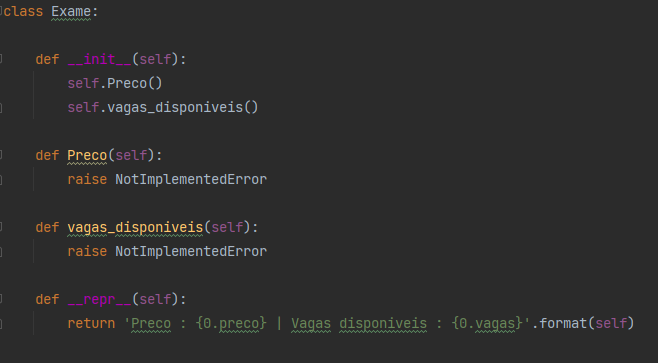 class Exame:
def __init__(self):
self.Preco()
self.vagas_disponiveis()
def Preco(self):
raise NotImplementedError
def vagas_disponiveis(self):
raise NotImplementedError
def __repr__(self):
return 'Preco : {0.preco} | Vagas disponiveis : {0.vagas}'.format(self)